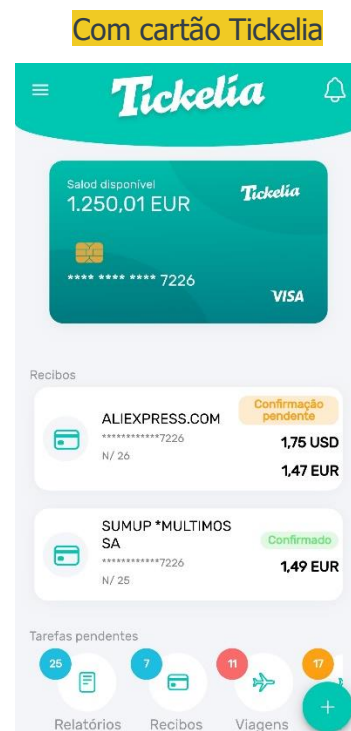 Com cartão Tickelia
Tickelia
Salod disponível
1.250,01 EUR
Tickelia
**** **** **** 7226
VISA
Recibos
ALIEXPRESS.COM
Confirmação
pendente
************7226
1,75 USD
N/ 26
1,47 EUR
SUMUP *MULTIMOS
SA
Confirmado
************7226
1,49 EUR
N/ 25
Tarefas pendentes
25
7
11
17
Relatórios
Recibos
Viagens
+